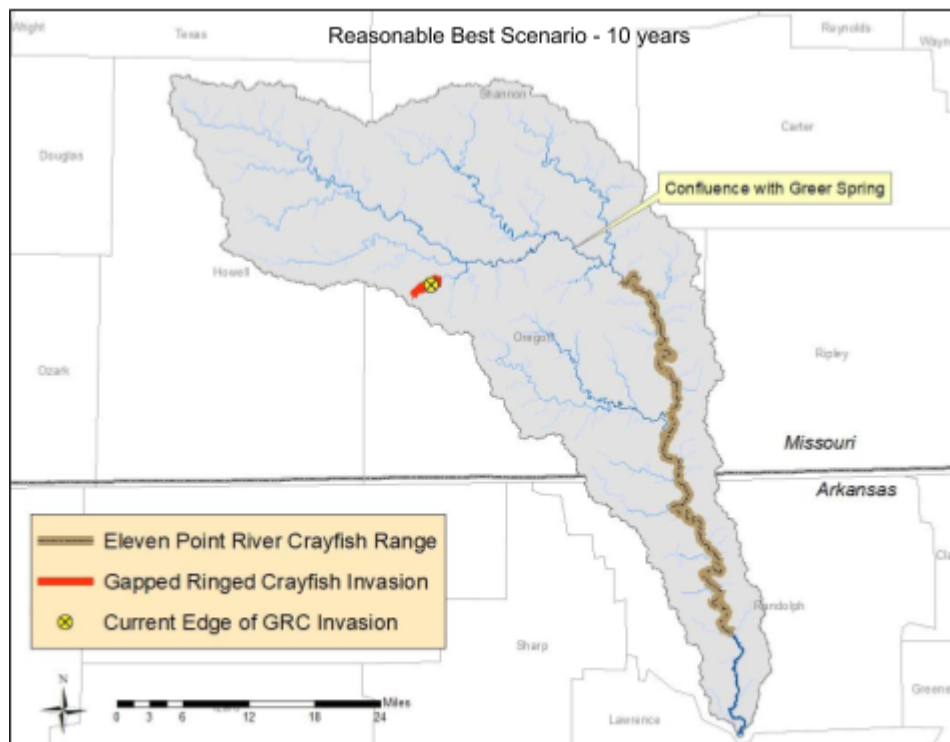 Reasonable Best Scenario - 10 years
Wright
Texas
Reynolds
Shannon
Carter
Douglas
Confluence with Greer Spring
Howell
Oregon
Ozark
Ripley
Missouri
Arkansas
Eleven Point River Crayfish Range
Gapped Ringed Crayfish Invasion
Current Edge of GRC Invasion
Randolph
Sharp
N
Miles
0 3 6 12 18 24
Lawrence